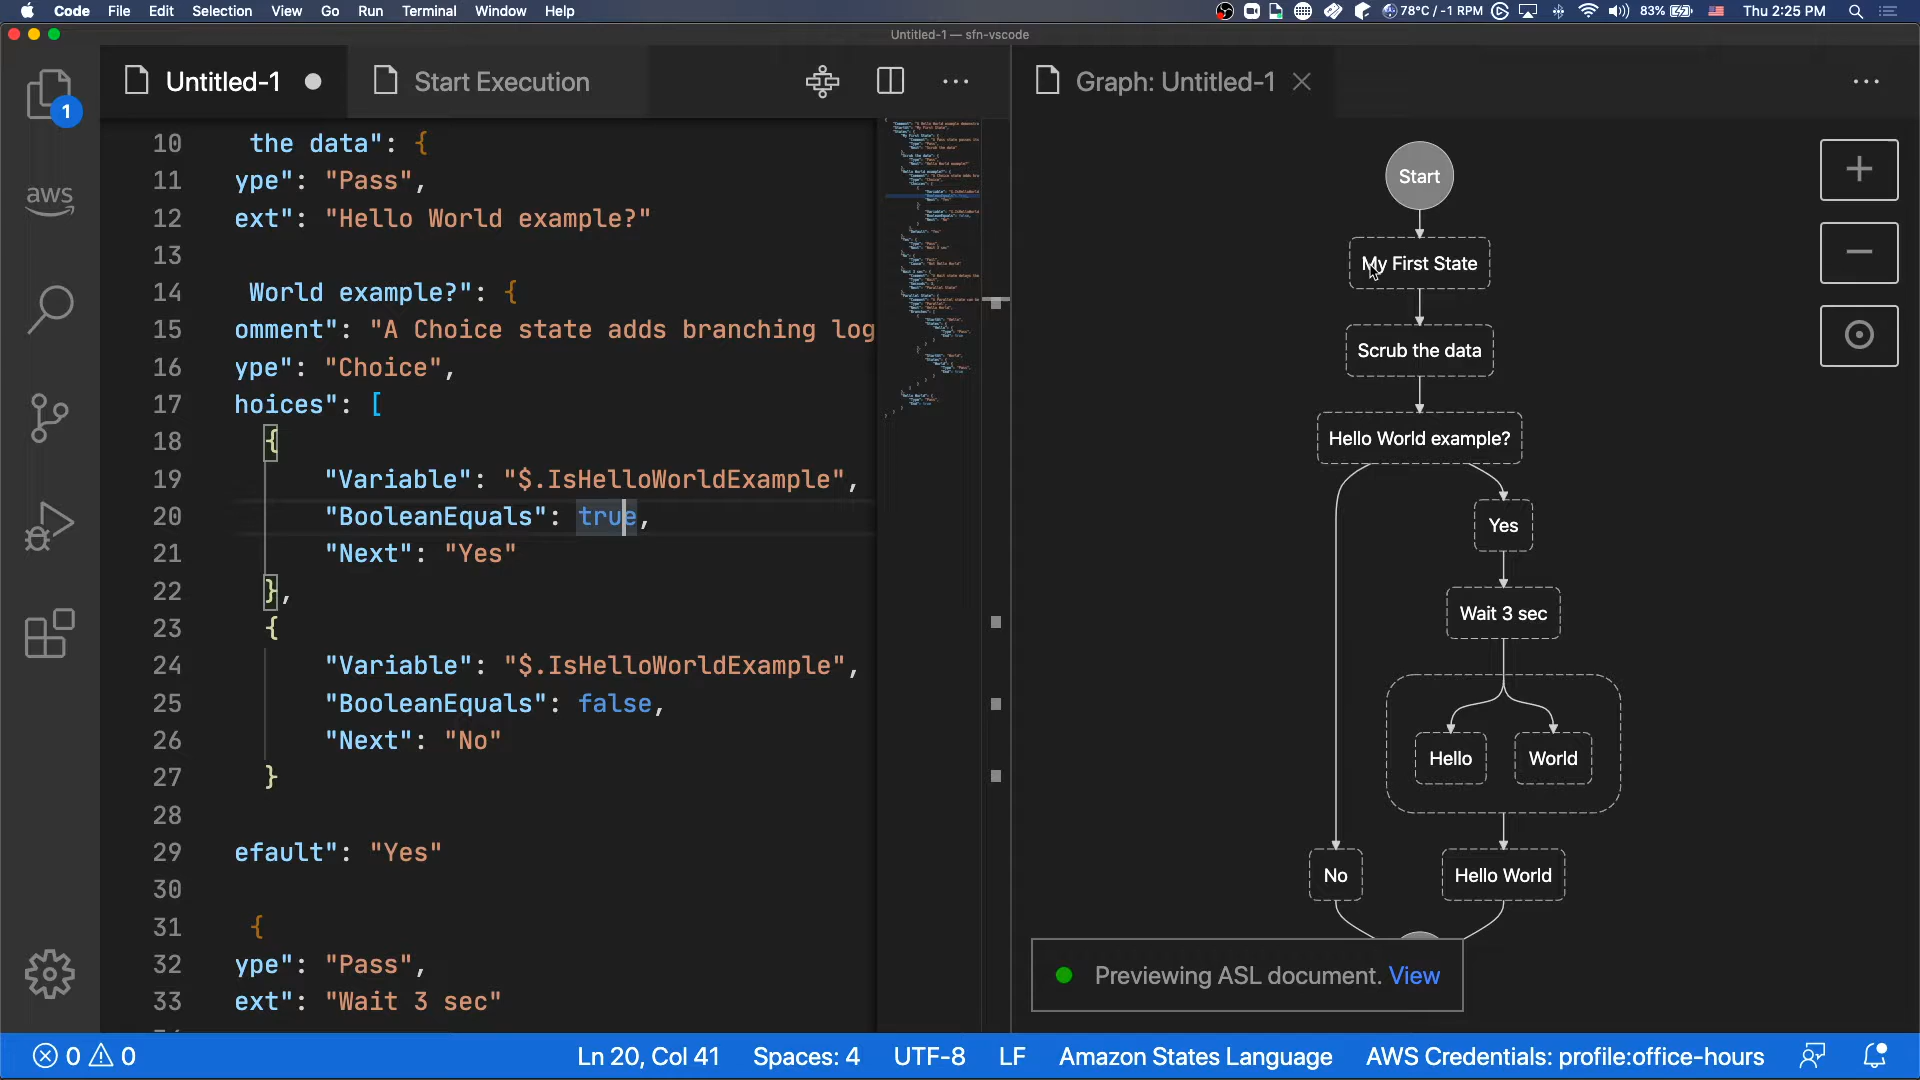 Code File Edit Selection View Go Run Terminal Window Help
78°C / -1 RPM 83% Thu 2:25 PM
Untitled-1 — sfn-vscode
Untitled-1
Start Execution
Graph: Untitled-1
1
aws
10 the data": {
11 ype": "Pass",
12 ext": "Hello World example?"
13
14 World example?": {
15 omment": "A Choice state adds branching log
16 ype": "Choice",
17 hoices": [
18 {
19 "Variable": "$.IsHelloWorldExample",
20 "BooleanEquals": true,
21 "Next": "Yes"
22 },
23 {
24 "Variable": "$.IsHelloWorldExample",
25 "BooleanEquals": false,
26 "Next": "No"
27 }
28
29 efault": "Yes"
30
31 {
32 ype": "Pass",
33 ext": "Wait 3 sec"
Start
My First State
Scrub the data
Hello World example?
Yes
Wait 3 sec
Hello
World
No
Hello World
Previewing ASL document. View
0 0
Ln 20, Col 41
Spaces: 4
UTF-8
LF
Amazon States Language
AWS Credentials: profile:office-hours